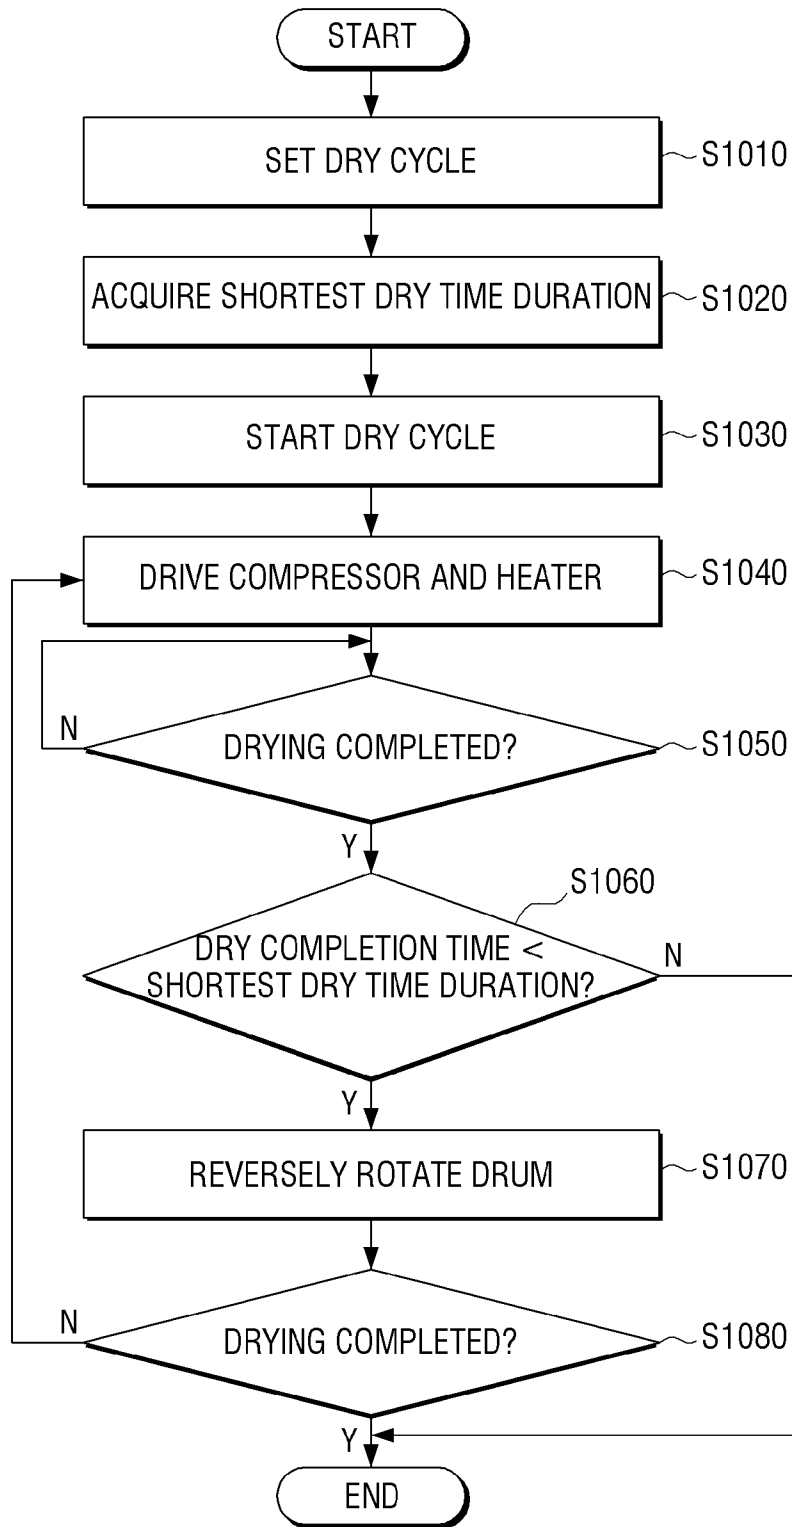 START
SET DRY CYCLE
S1010
ACQUIRE SHORTEST DRY TIME DURATION
S1020
START DRY CYCLE
S1030
DRIVE COMPRESSOR AND HEATER
S1040
N
DRYING COMPLETED?
S1050
Y
S1060
DRY COMPLETION TIME <
SHORTEST DRY TIME DURATION?
N
Y
REVERSELY ROTATE DRUM
S1070
N
DRYING COMPLETED?
S1080
Y
END